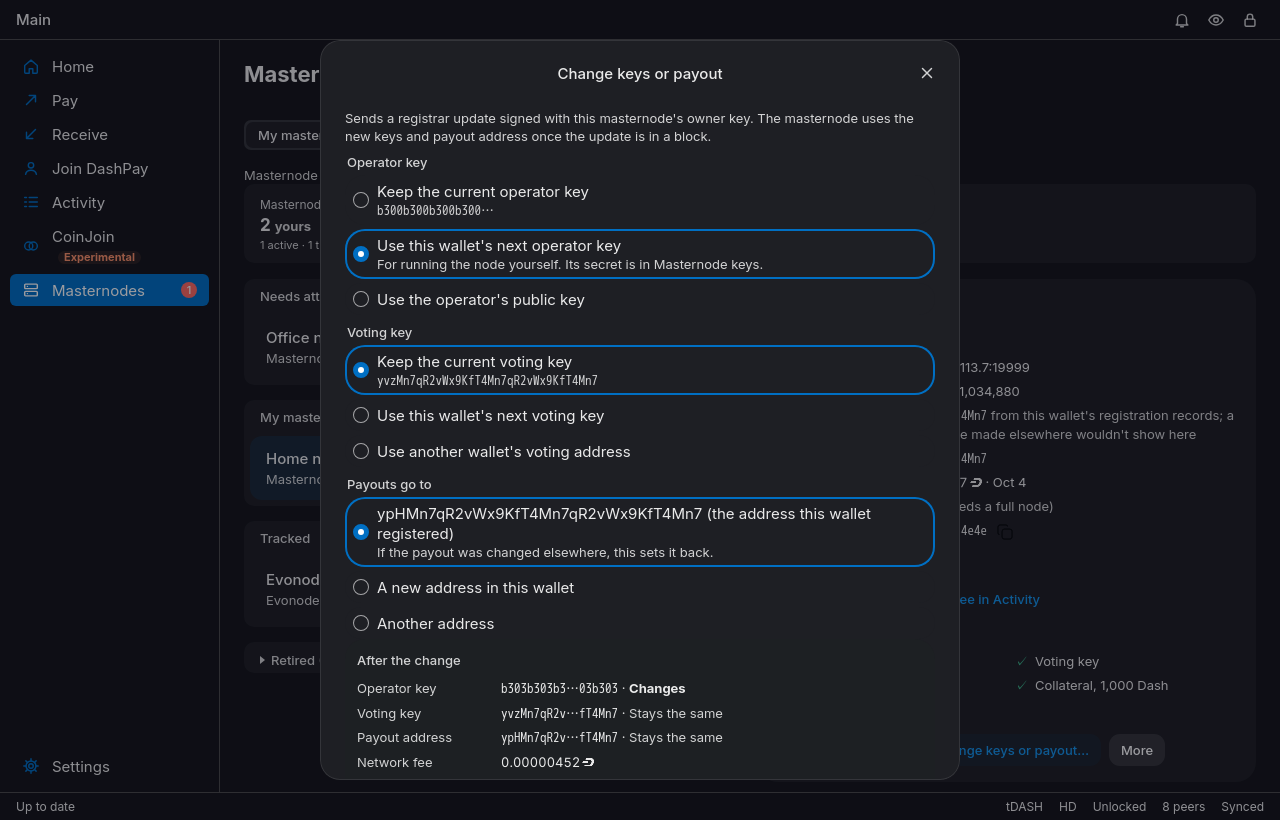 Main
Home
Pay
Receive
Join DashPay
Activity
CoinJoin
Experimental
Masternodes
1
Settings
Master
My maste
Masternode
Masternod
2 yours
1 active · 1 t
Needs att
Office n
Masterno
My maste
Home n
Masterno
Tracked
Evonod
Evonode
Retired
Change keys or payout
Sends a registrar update signed with this masternode's owner key. The masternode uses the
new keys and payout address once the update is in a block.
Operator key
Keep the current operator key
b300b300b300b300···
Use this wallet's next operator key
For running the node yourself. Its secret is in Masternode keys.
Use the operator's public key
Voting key
Keep the current voting key
yvzMn7qR2vWx9KfT4Mn7qR2vWx9KfT4Mn7
Use this wallet's next voting key
Use another wallet's voting address
Payouts go to
ypHMn7qR2vWx9KfT4Mn7qR2vWx9KfT4Mn7 (the address this wallet
registered)
If the payout was changed elsewhere, this sets it back.
A new address in this wallet
Another address
After the change
Operator key b303b303b3···03b303 · Changes
Voting key yvzMn7qR2v···fT4Mn7 · Stays the same
Payout address ypHMn7qR2v···fT4Mn7 · Stays the same
Network fee 0.00000452
113.7:19999
1,034,880
4Mn7 from this wallet's registration records; a
e made elsewhere wouldn't show here
4Mn7
7 · Oct 4
eds a full node)
4e4e
ee in Activity
✓ Voting key
✓ Collateral, 1,000 Dash
nge keys or payout...
More
Up to date
tDASH
HD
Unlocked
8 peers
Synced